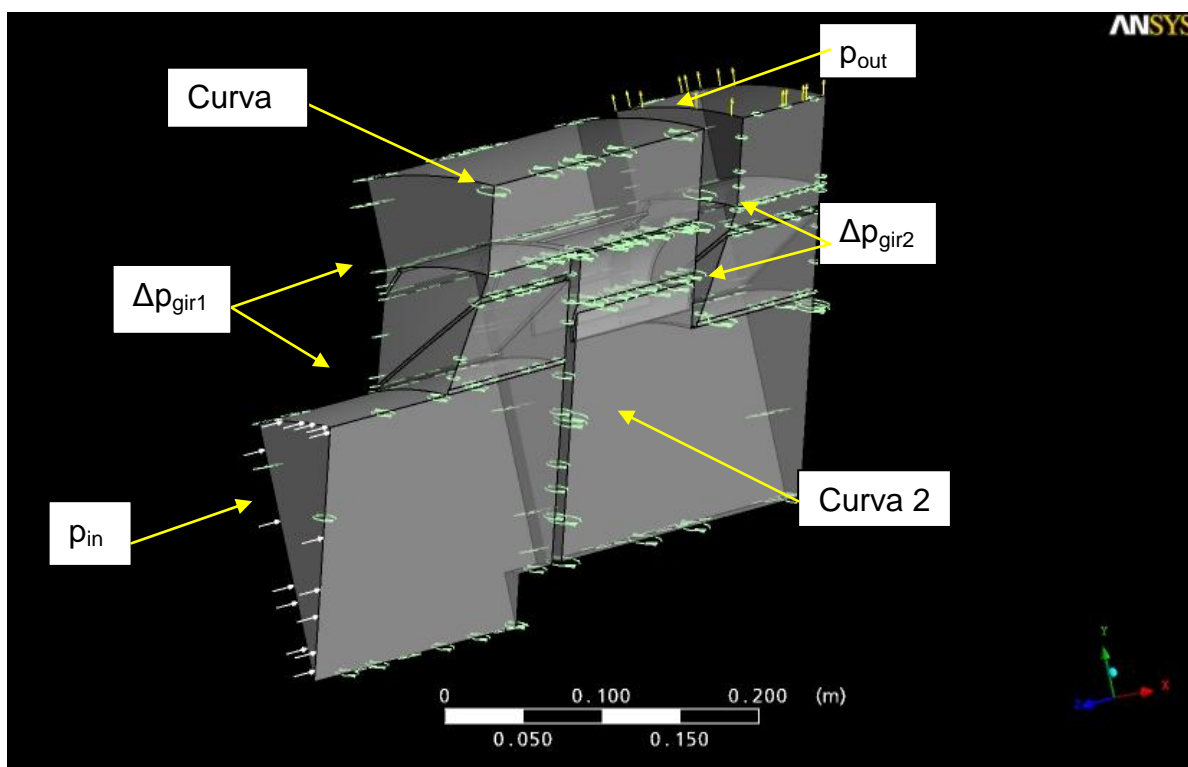 ANSYS
pout
Curva
Δpgir1
Δpgir2
pin
Curva 2
0 0.100 0.200 (m)
0.050 0.150
Y
X
Z